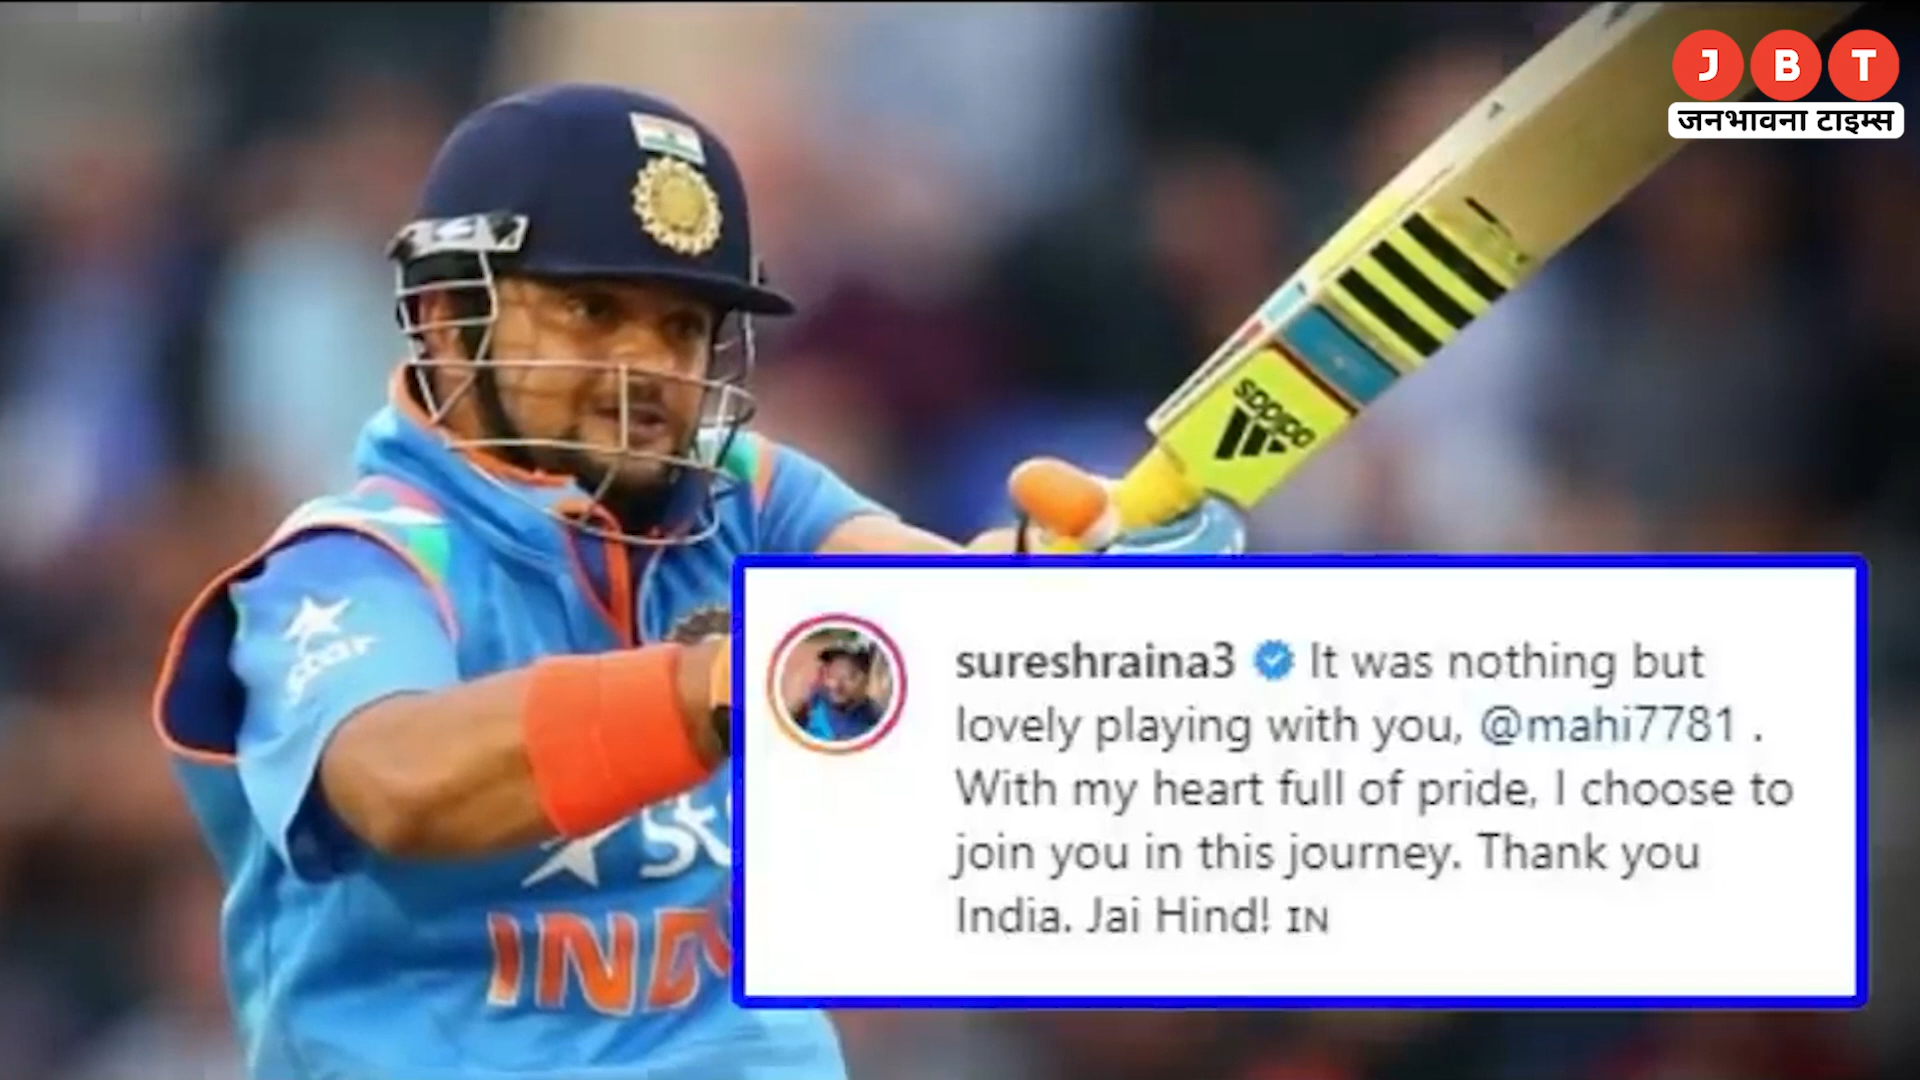 J B T
जनभावना टाइम्स
adidas
star
sureshraina3 It was nothing but
lovely playing with you, @mahi7781 .
With my heart full of pride, I choose to
join you in this journey. Thank you
India. Jai Hind! IN